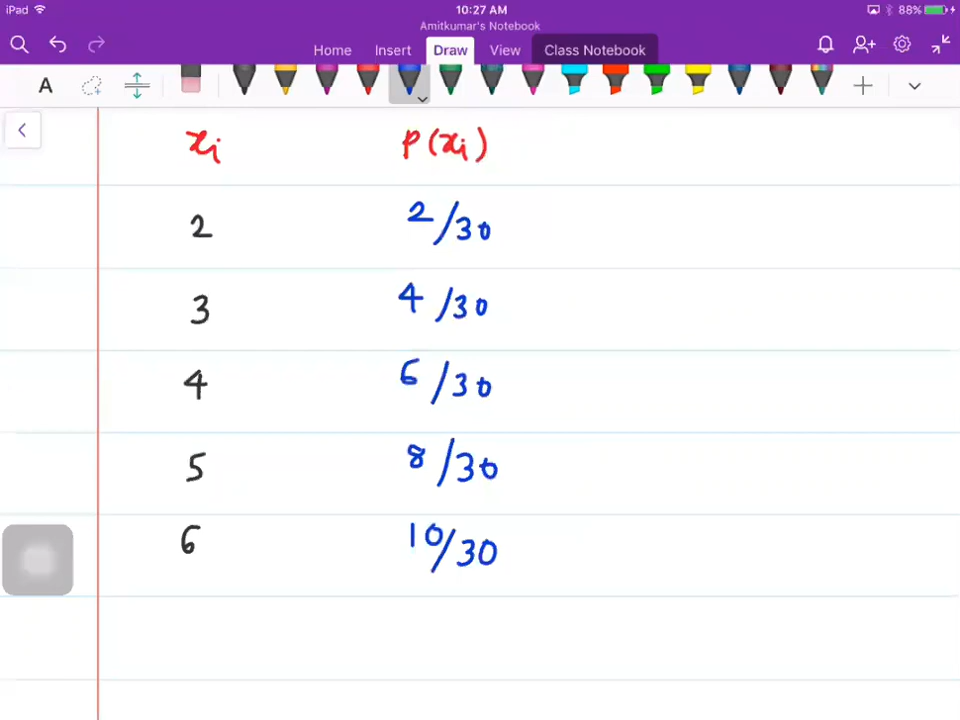 iPad 10:27 AM 88%
Amitkumar's Notebook
Home Insert Draw View Class Notebook
A
xi P(xi)
2 2/30
3 4/30
4 6/30
5 8/30
6 10/30